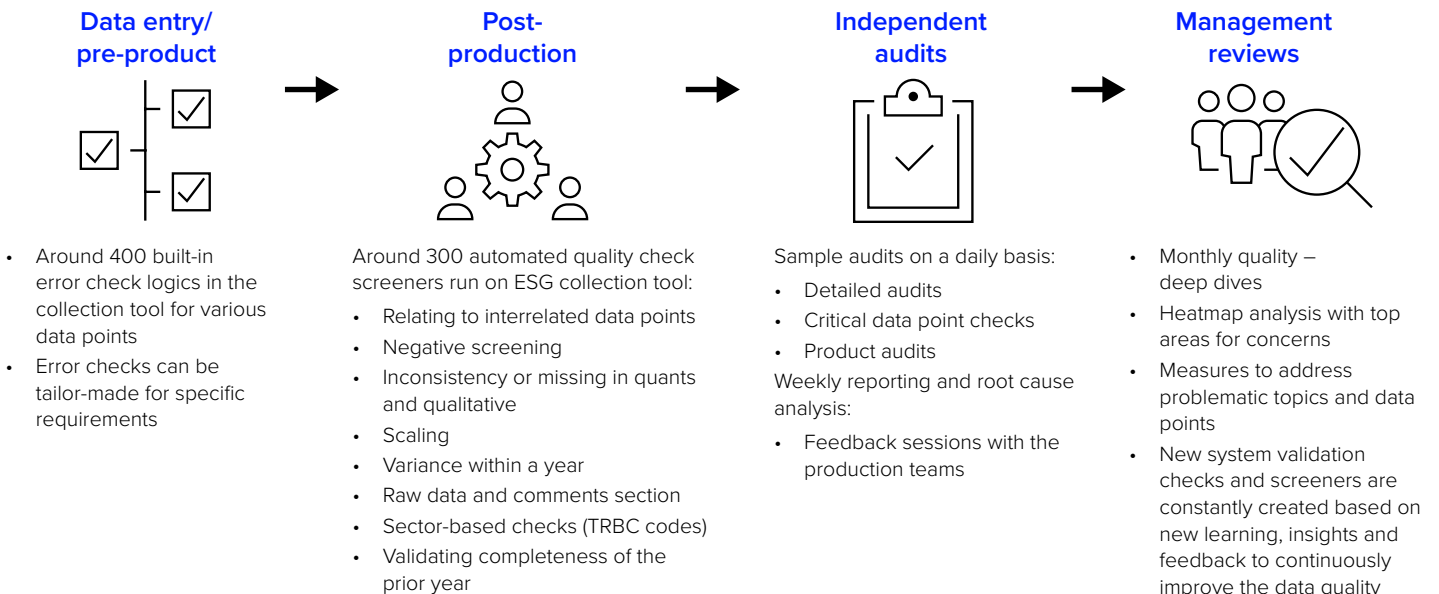 Data entry/
pre-product
• Around 400 built-in
error check logics in the
collection tool for various
data points
• Error checks can be
tailor-made for specific
requirements
Post-
production
Around 300 automated quality check
screeners run on ESG collection tool:
• Relating to interrelated data points
• Negative screening
• Inconsistency or missing in quants
and qualitative
• Scaling
• Variance within a year
• Raw data and comments section
• Sector-based checks (TRBC codes)
• Validating completeness of the
prior year
Independent
audits
Sample audits on a daily basis:
• Detailed audits
• Critical data point checks
• Product audits
Weekly reporting and root cause
analysis:
• Feedback sessions with the
production teams
Management
reviews
• Monthly quality –
deep dives
• Heatmap analysis with top
areas for concerns
• Measures to address
problematic topics and data
points
• New system validation
checks and screeners are
constantly created based on
new learning, insights and
feedback to continuously
improve the data quality